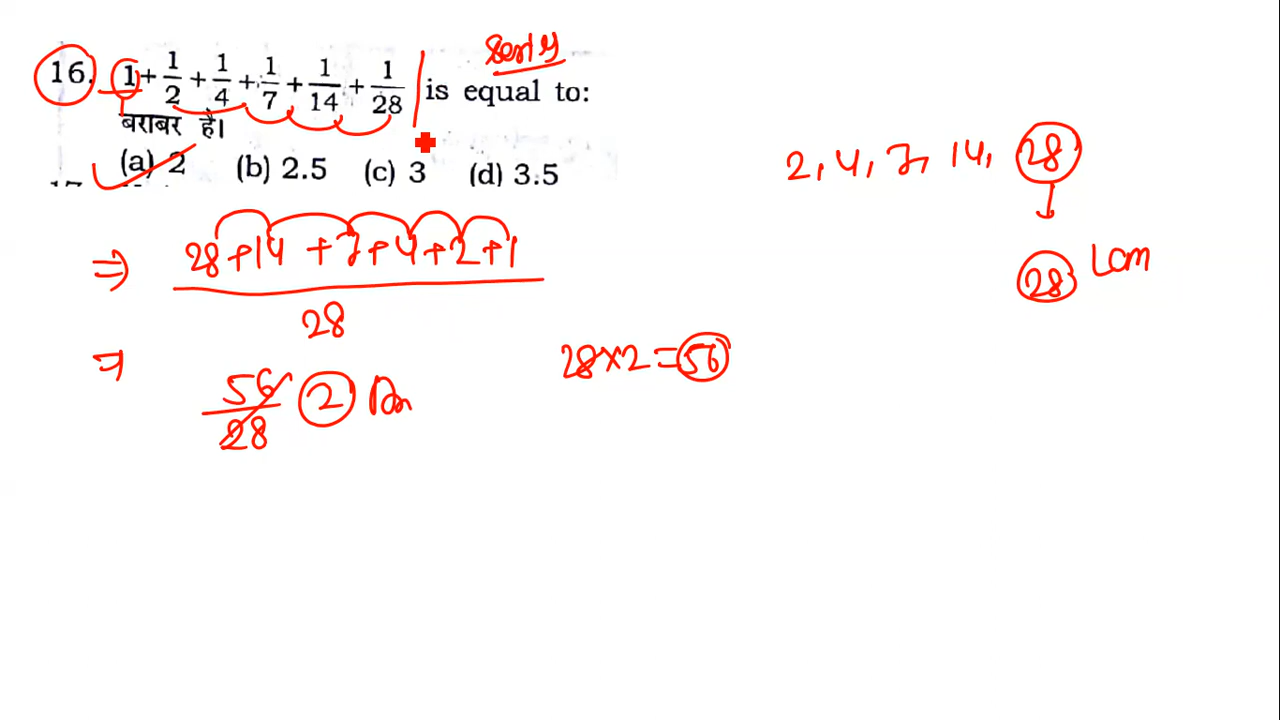 16. 1 + 1/2 + 1/4 + 1/7 + 1/14 + 1/28 is equal to:
बराबर है।
(a) 2 (b) 2.5 (c) 3 (d) 3.5
2, 4, 7, 14, 28
28 LCM
⇒ 28+14+7+4+2+1
28
⇒ 56/28 2
28×2=56